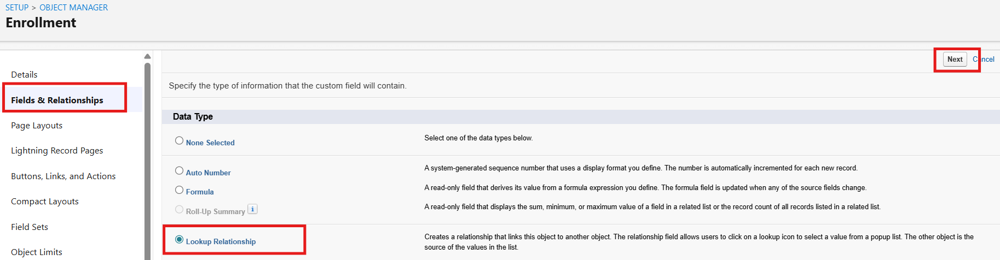 SETUP > OBJECT MANAGER
Enrollment
Details
Fields & Relationships
Page Layouts
Lightning Record Pages
Buttons, Links, and Actions
Compact Layouts
Field Sets
Object Limits
Next Cancel
Specify the type of information that the custom field will contain.
Data Type
None Selected Select one of the data types below.
Auto Number A system-generated sequence number that uses a display format you define. The number is automatically incremented for each new record.
Formula A read-only field that derives its value from a formula expression you define. The formula field is updated when any of the source fields change.
Roll-Up Summary i A read-only field that displays the sum, minimum, or maximum value of a field in a related list or the record count of all records listed in a related list.
Lookup Relationship Creates a relationship that links this object to another object. The relationship field allows users to click on a lookup icon to select a value from a popup list. The other object is the
source of the values in the list.